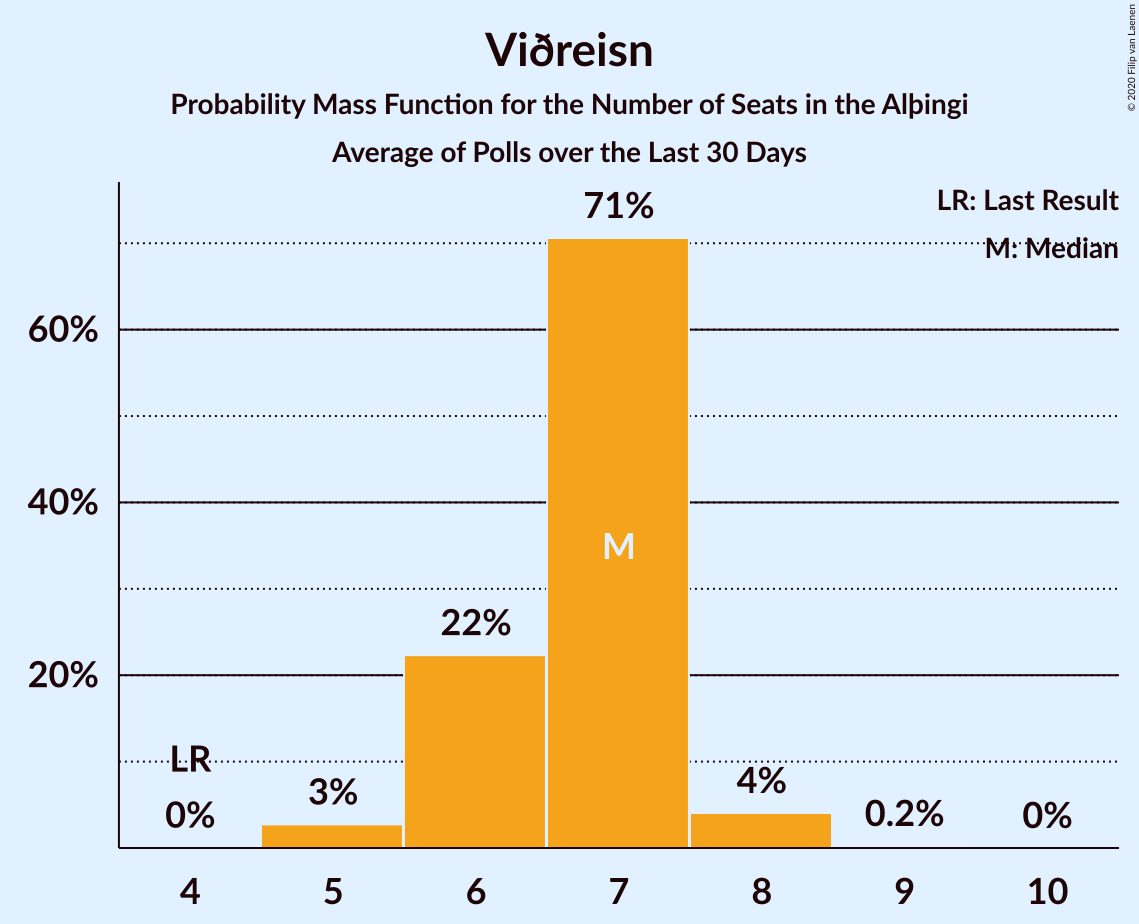 Viðreisn
Probability Mass Function for the Number of Seats in the Alþingi
Average of Polls over the Last 30 Days
© 2020 Filip van Laenen
LR: Last Result
M: Median
71%
60%
40%
M
22%
20%
LR
0%
3%
4%
0.2%
0%
4 5 6 7 8 9 10